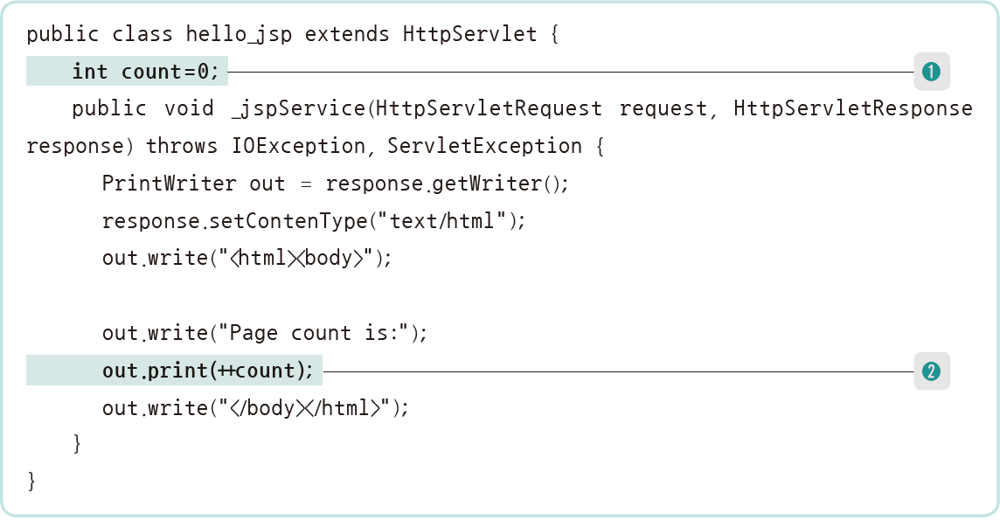 public class hello_jsp extends HttpServlet {
int count=0;
1
public void _jspService(HttpServletRequest request, HttpServletResponse
response) throws IOException, ServletException {
PrintWriter out = response.getWriter();
response.setContenType("text/html");
out.write("<html><body>");
out.write("Page count is:");
out.print(++count);
2
out.write("</body></html>");
}
}